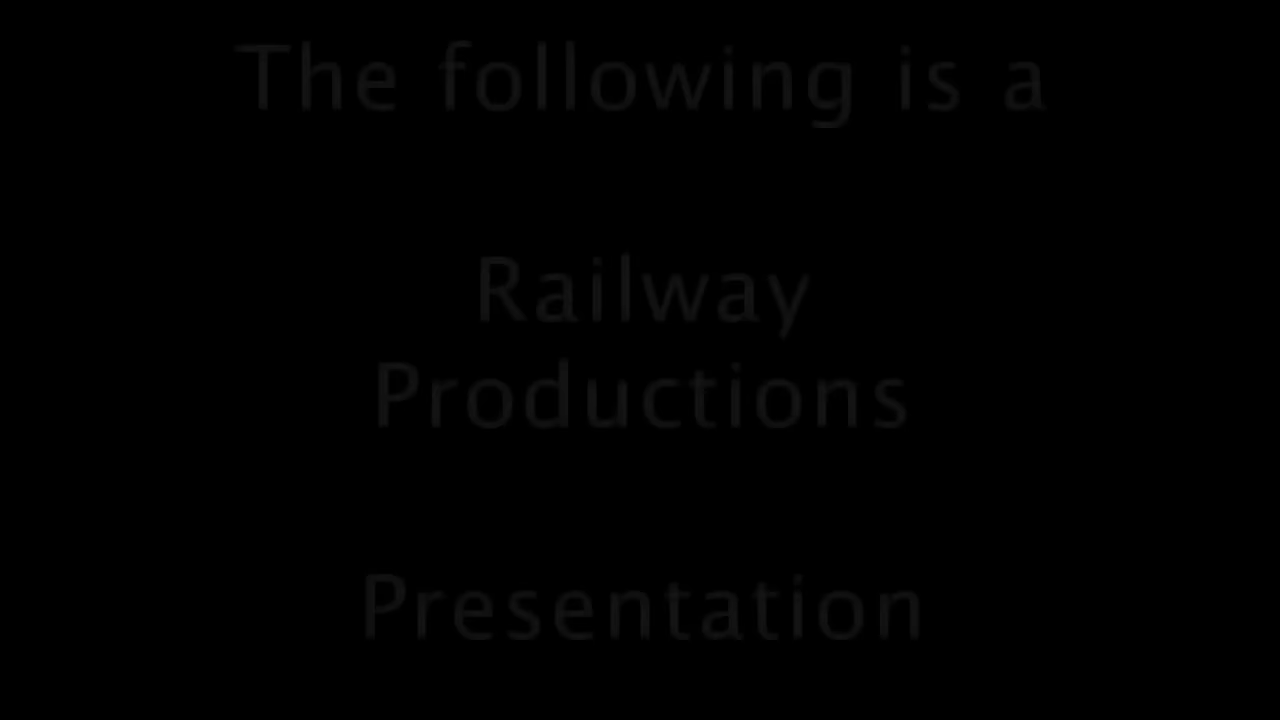 The following is a
Railway
Productions
Presentation